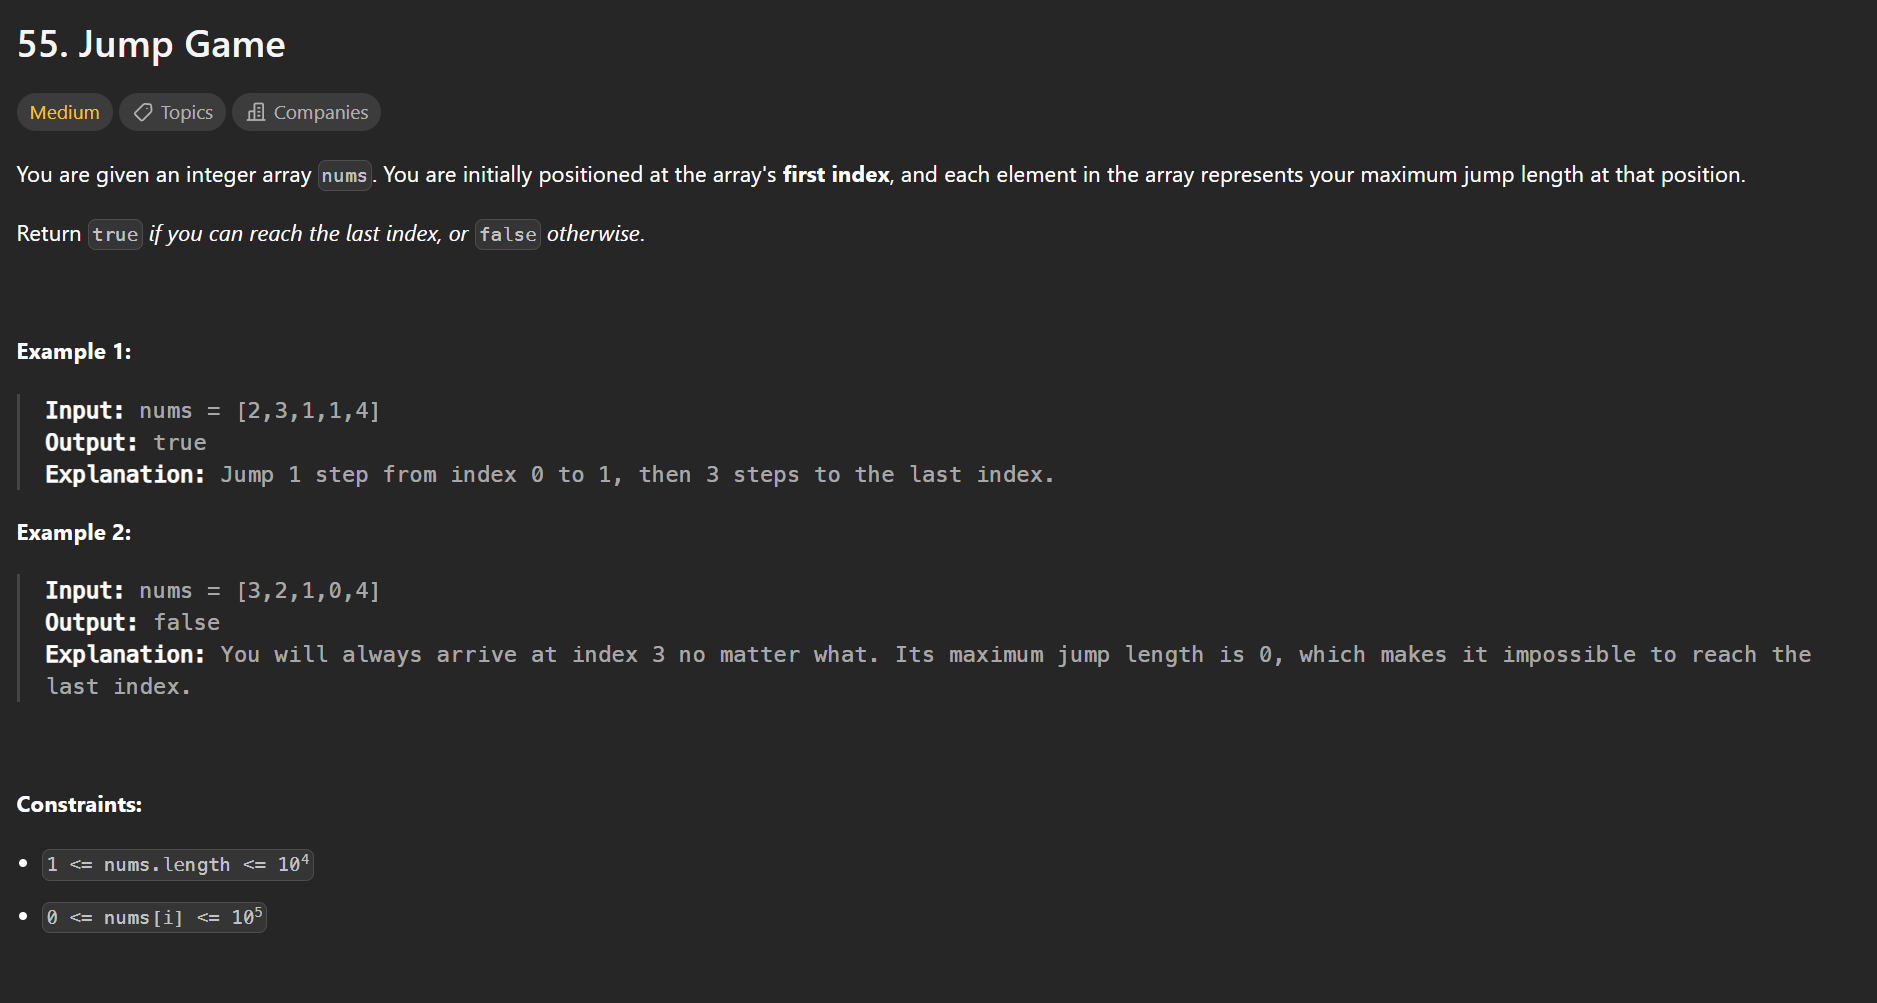 55. Jump Game
Medium Topics Companies
You are given an integer array nums. You are initially positioned at the array's first index, and each element in the array represents your maximum jump length at that position.
Return true if you can reach the last index, or false otherwise.
Example 1:
Input: nums = [2,3,1,1,4]
Output: true
Explanation: Jump 1 step from index 0 to 1, then 3 steps to the last index.
Example 2:
Input: nums = [3,2,1,0,4]
Output: false
Explanation: You will always arrive at index 3 no matter what. Its maximum jump length is 0, which makes it impossible to reach the
last index.
Constraints:
• 1 <= nums.length <= 10⁴
• 0 <= nums[i] <= 10⁵